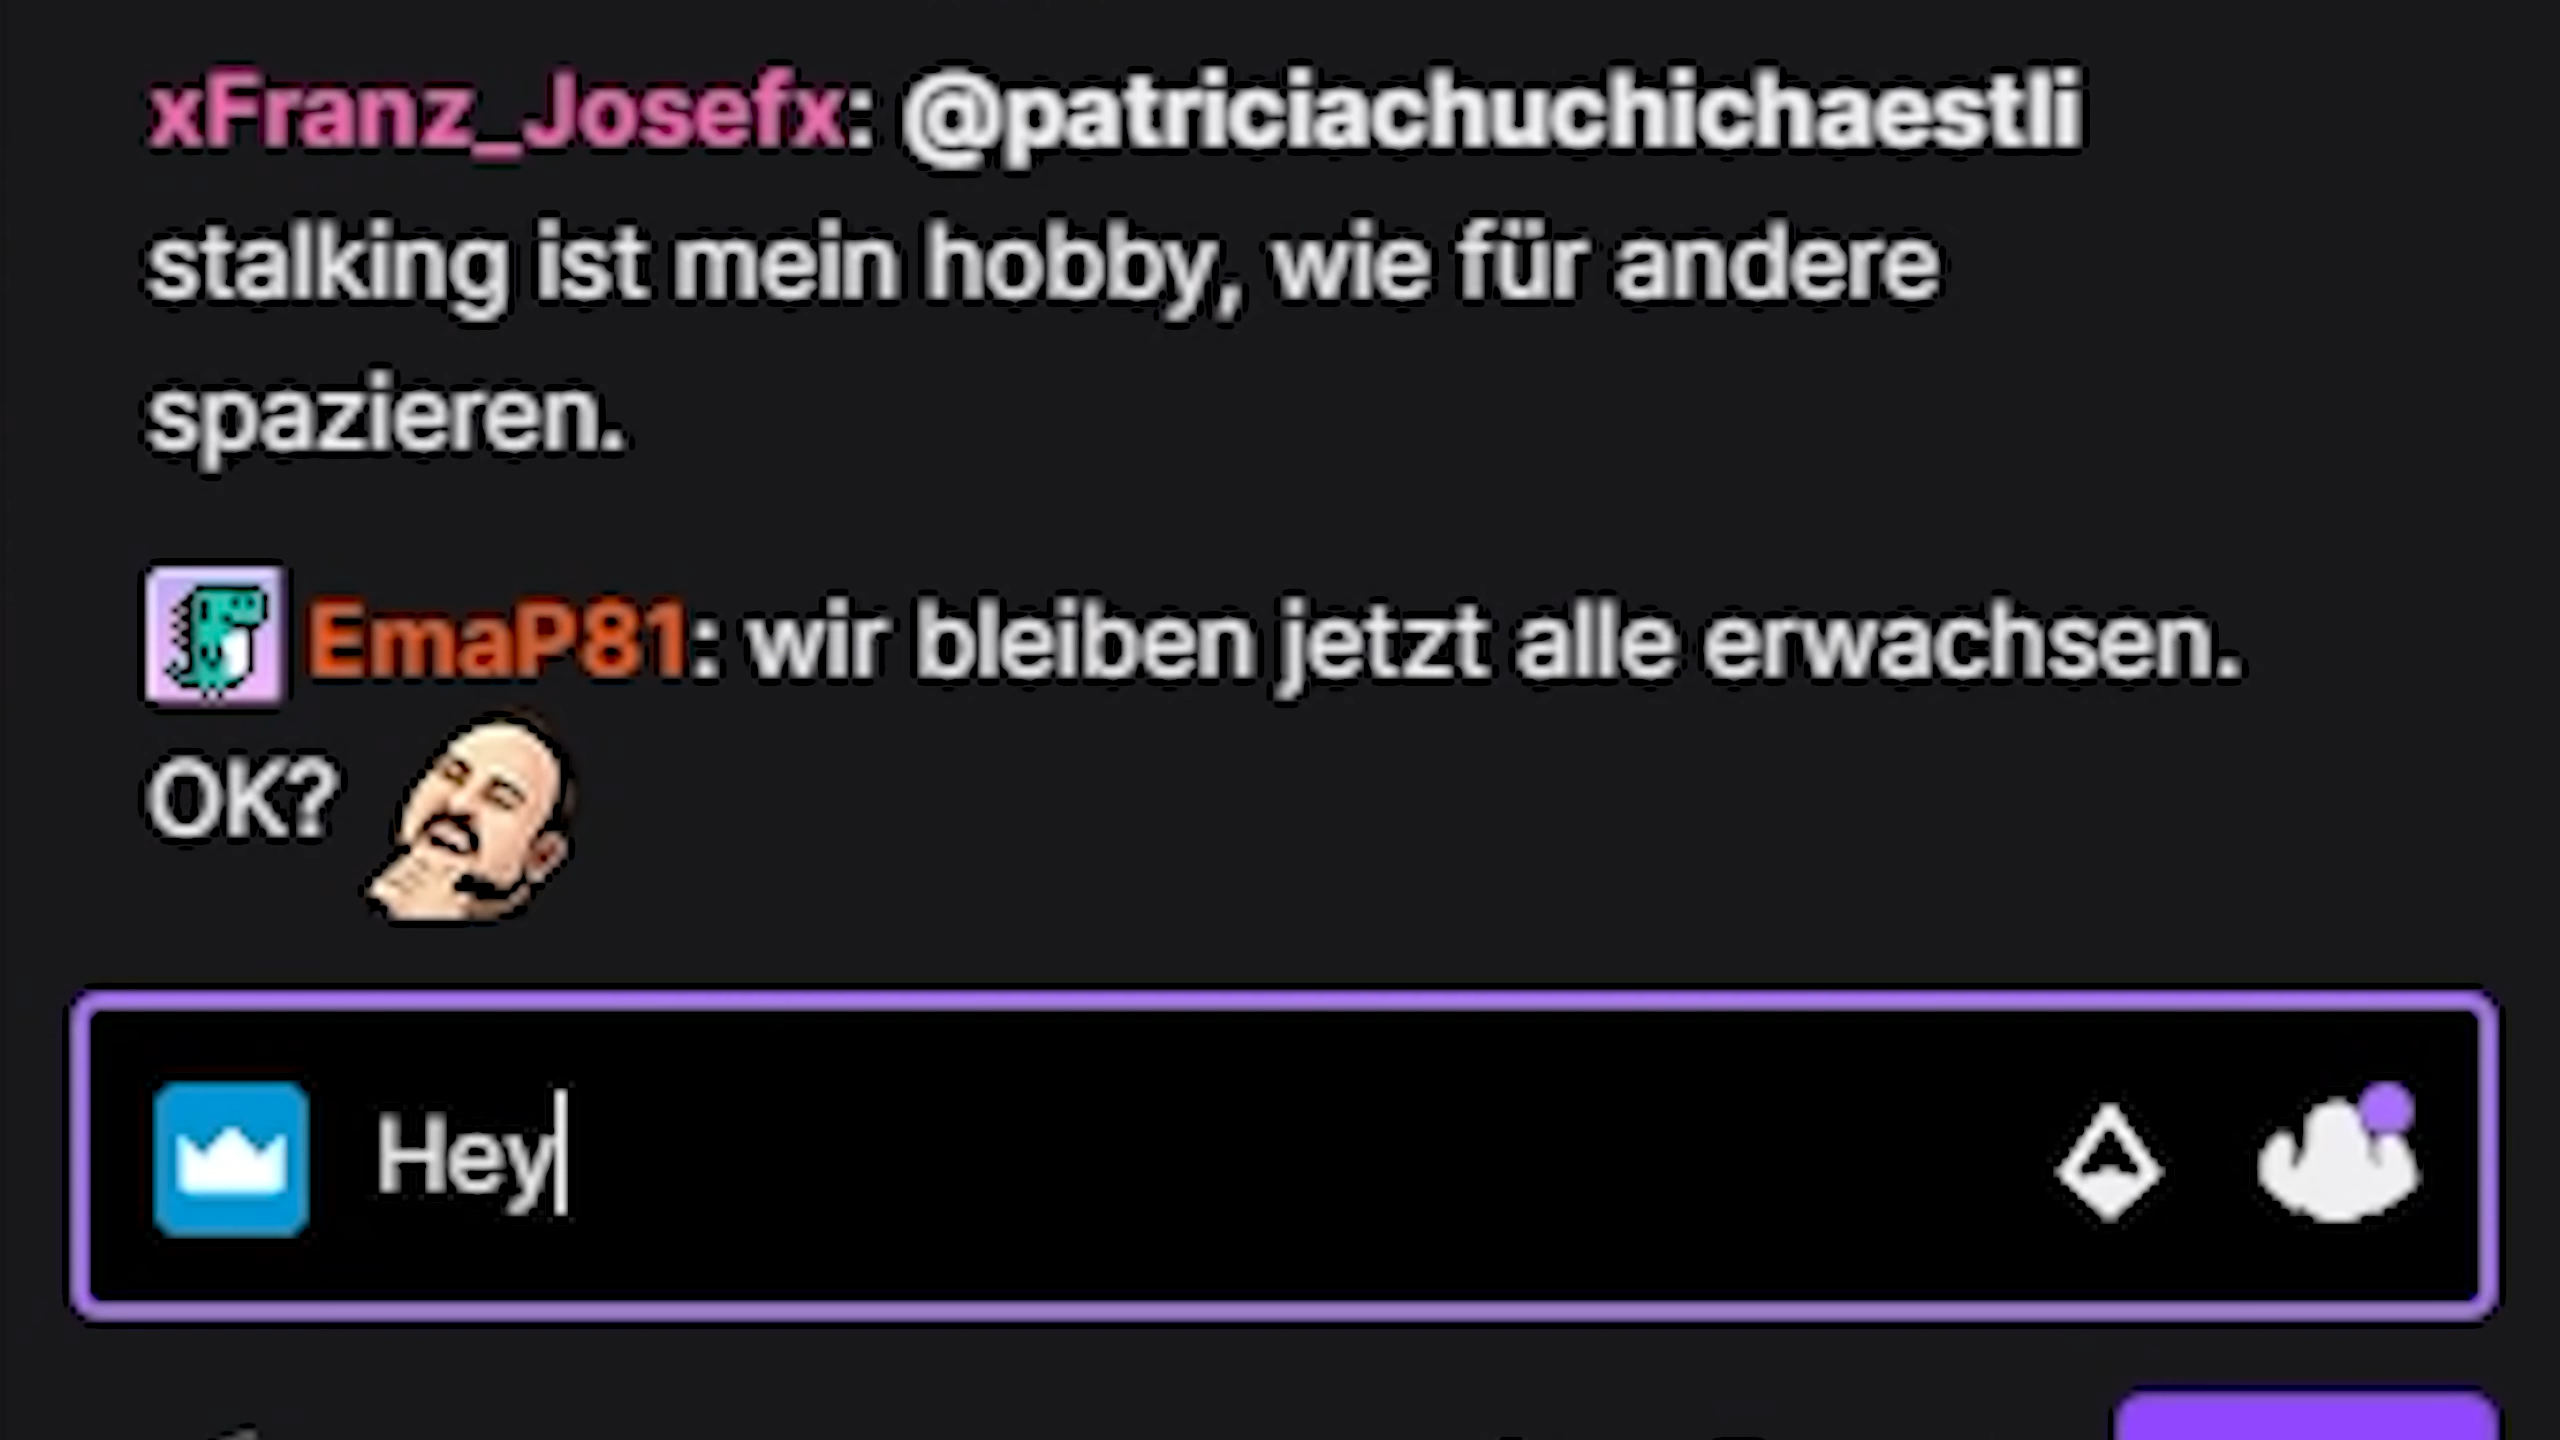 xFranz_Josefx: @patriciachuchichaestli
stalking ist mein hobby, wie für andere
spazieren.
EmaP81: wir bleiben jetzt alle erwachsen.
OK?
Hey